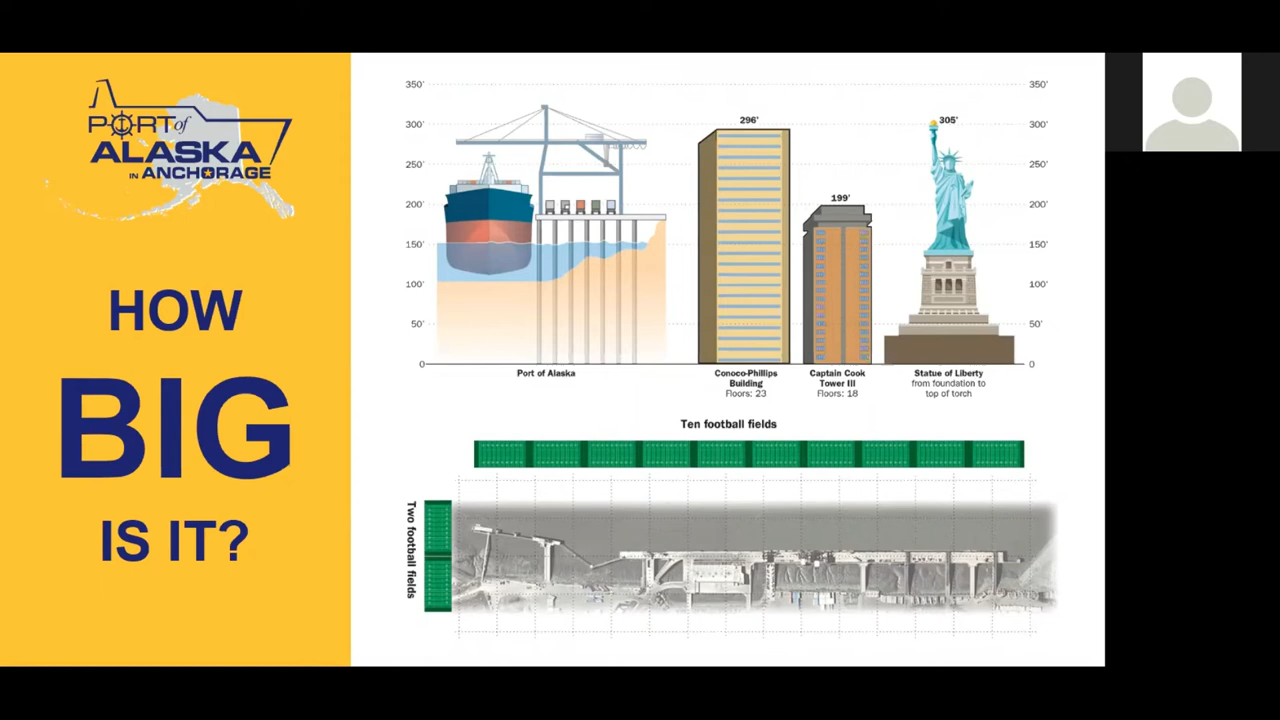 PORT of
ALASKA
IN ANCHORAGE
HOW
BIG
IS IT?
350'
300'
250'
200'
150'
100'
50'
0
296'
199'
305'
350'
300'
250'
200'
150'
100'
50'
0
Port of Alaska
Conoco-Phillips
Building
Floors: 23
Captain Cook
Tower III
Floors: 18
Statue of Liberty
from foundation to
top of torch
Ten football fields
Two football fields